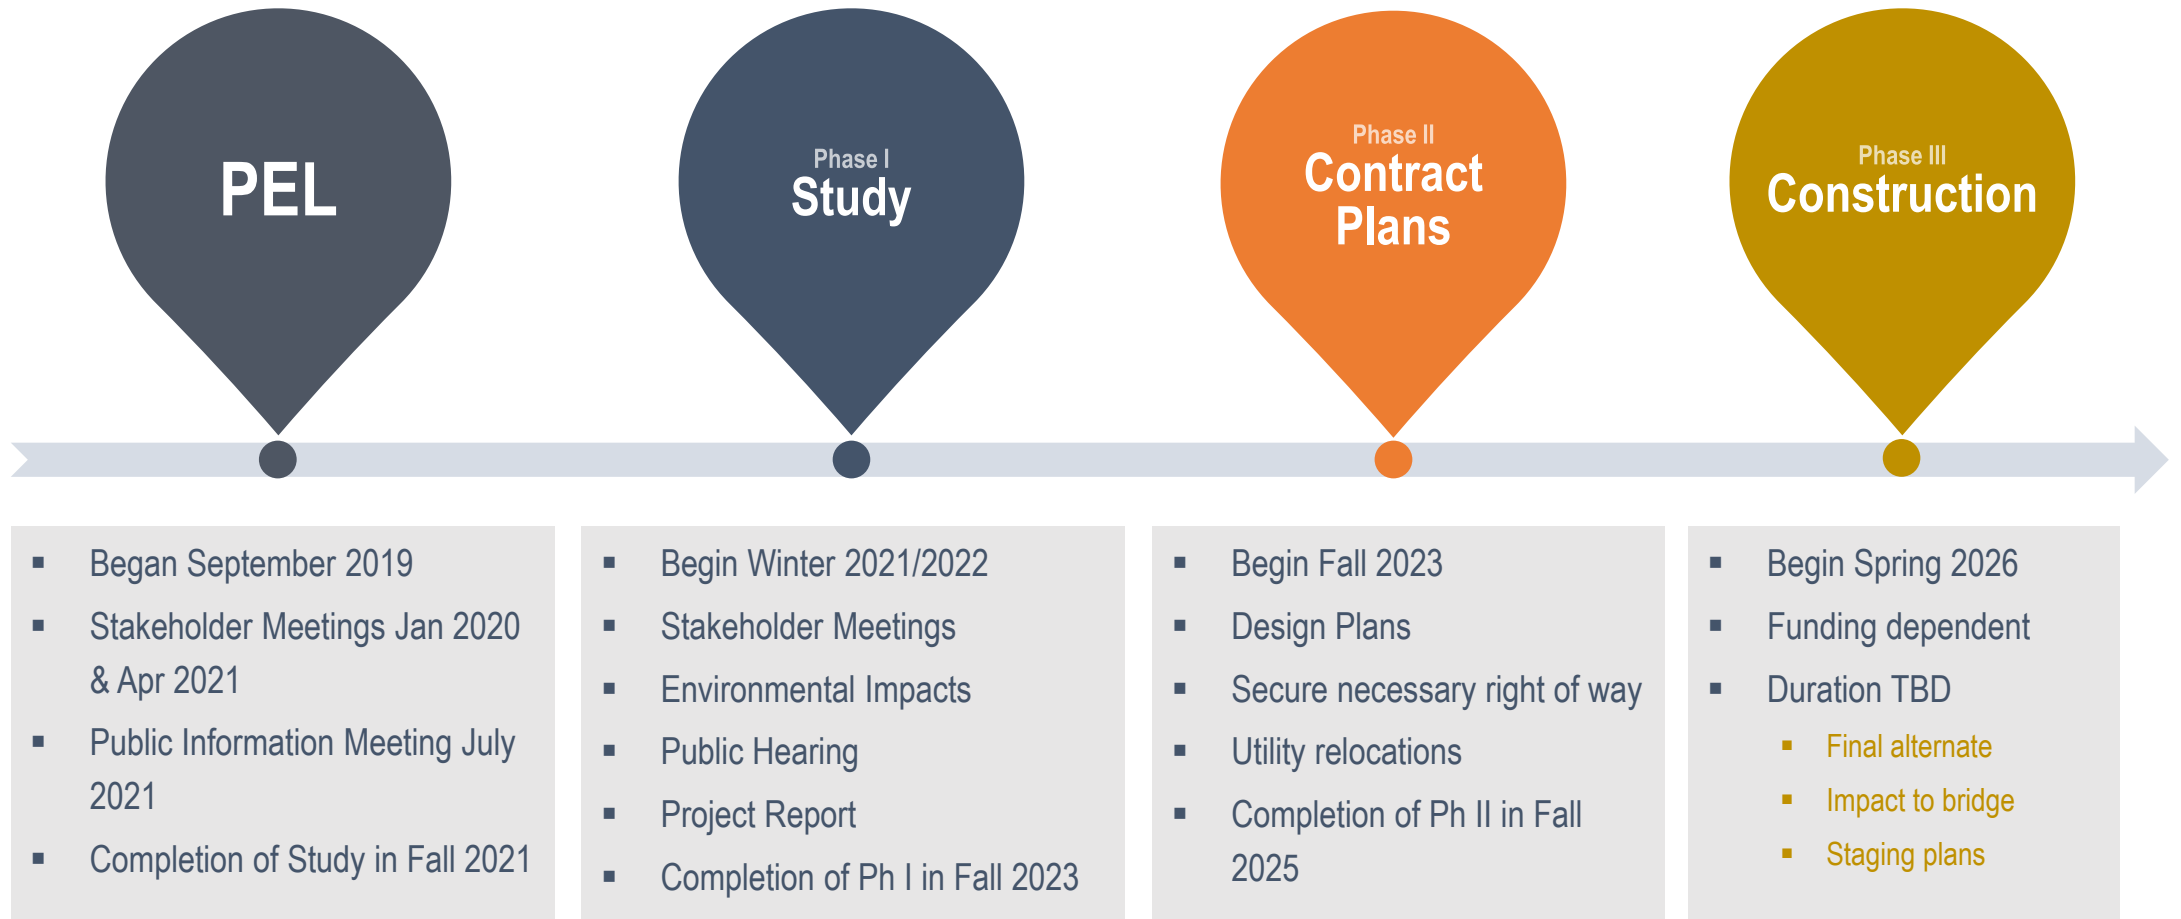 PEL
Phase I
Study
Phase II
Contract
Plans
Phase III
Construction
▪ Began September 2019
▪ Stakeholder Meetings Jan 2020
& Apr 2021
▪ Public Information Meeting July
2021
▪ Completion of Study in Fall 2021
▪ Begin Winter 2021/2022
▪ Stakeholder Meetings
▪ Environmental Impacts
▪ Public Hearing
▪ Project Report
▪ Completion of Ph I in Fall 2023
▪ Begin Fall 2023
▪ Design Plans
▪ Secure necessary right of way
▪ Utility relocations
▪ Completion of Ph II in Fall
2025
▪ Begin Spring 2026
▪ Funding dependent
▪ Duration TBD
▪ Final alternate
▪ Impact to bridge
▪ Staging plans